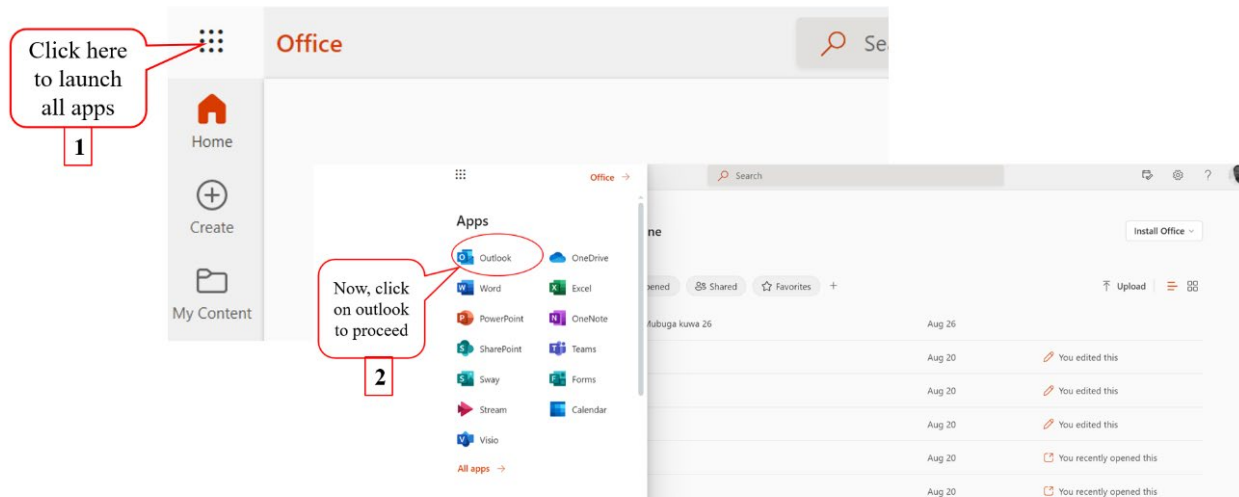 Click here
to launch
all apps
1
Office
Sea
Home
Create
My Content
Office →
Search
Apps
Outlook
OneDrive
Word
Excel
PowerPoint
OneNote
SharePoint
Teams
Sway
Forms
Stream
Calendar
Visio
All apps →
Now, click
on outlook
to proceed
2
ne
Install Office
pened
Shared
Favorites
+
Upload
Mubuga kuwa 26
Aug 26
Aug 20
You edited this
Aug 20
You edited this
Aug 20
You edited this
Aug 20
You recently opened this
Aug 20
You recently opened this